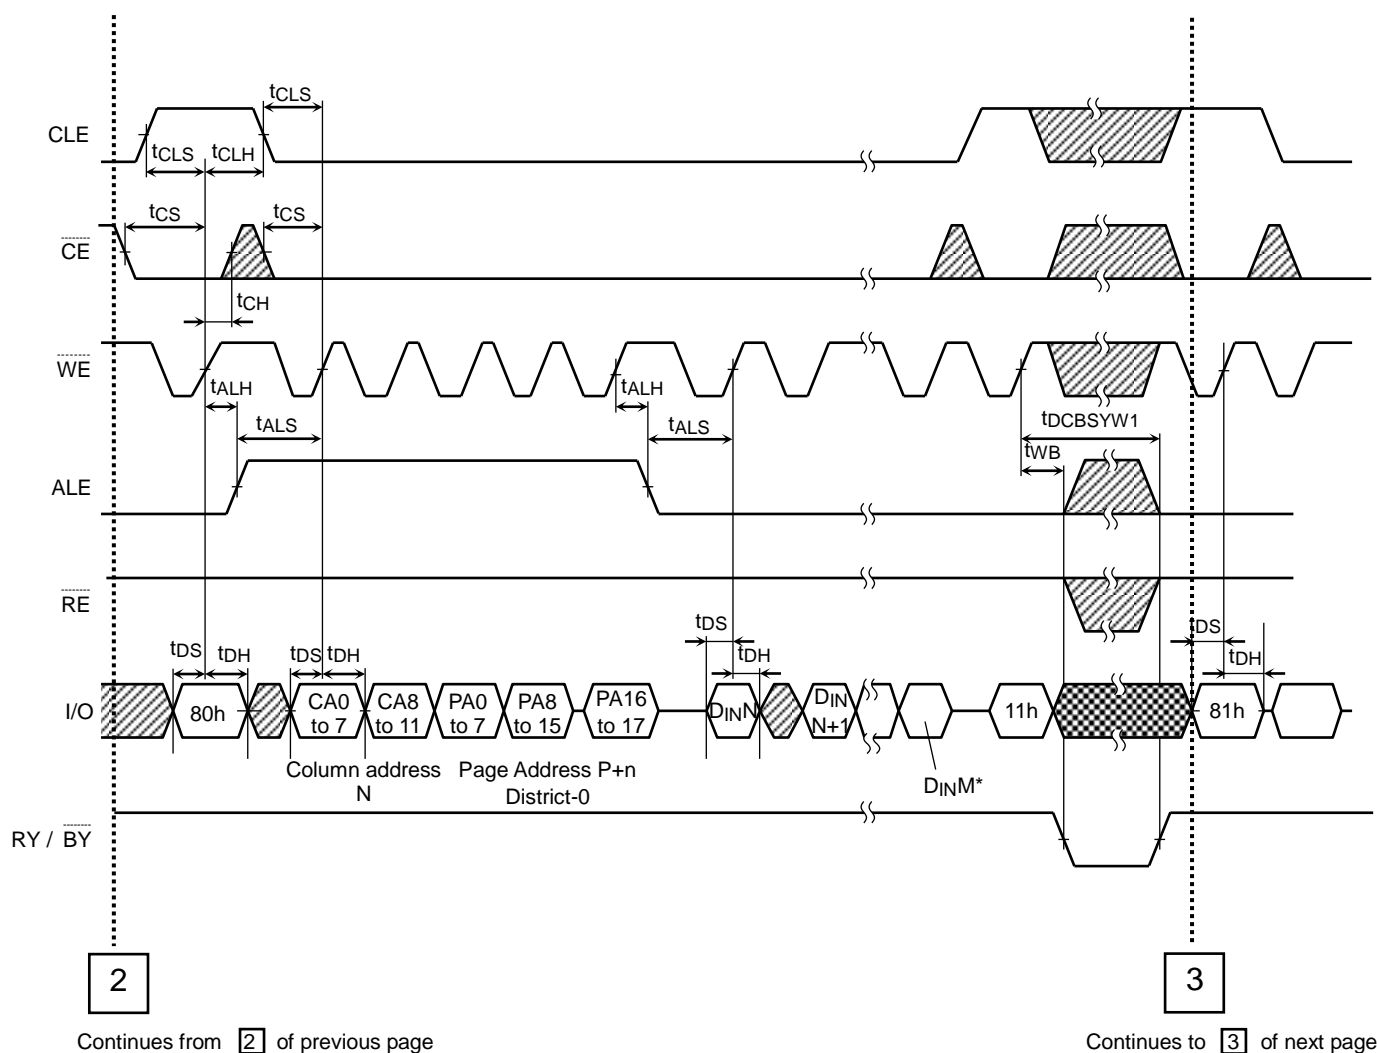 tCLS
CLE
tCLS tCLH
tCS tCS
CE
tCH
WE
tALH tALH
tDCBSYW1
tALS tALS
tWB
ALE
RE
tDS tDH tDS tDH tDS tDH tDS tDH
I/O
80h
CA0 to 7
CA8 to 11
PA0 to 7
PA8 to 15
PA16 to 17
DINN
DIN N+1
11h
81h
Column address N
Page Address P+n
District-0
DINM*
RY / BY
2
3
Continues from 2 of previous page
Continues to 3 of next page